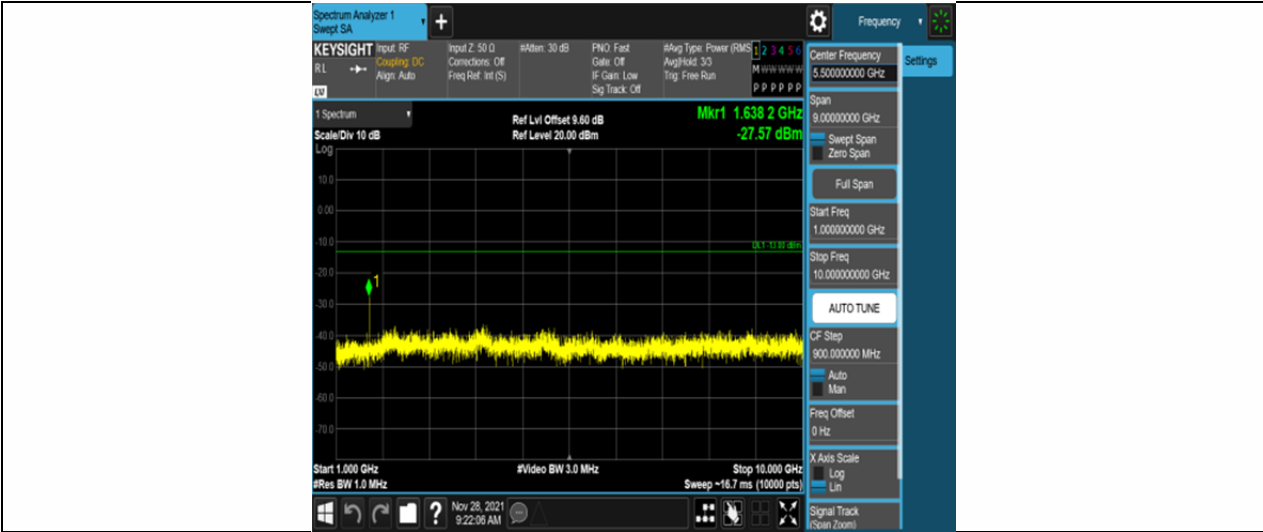 Spectrum Analyzer 1
Swept SA
+
Frequency
KEYSIGHT
Input: RF
Coupling: DC
Align: Auto
Input Z: 50 Ω
Corrections: Off
Freq Ref: Int (S)
#Atten: 30 dB
PNO: Fast
Gate: Off
IF Gain: Low
Sig Track: Off
#Avg Type: Power (RMS
Avg|Hold: 3/3
Trig: Free Run
1 2 3 4 5 6
M W W W W W
P P P P P P
RL
LV
Center Frequency
5.500000000 GHz
Settings
Span
9.00000000 GHz
Swept Span
Zero Span
Full Span
Start Freq
1.000000000 GHz
Stop Freq
10.000000000 GHz
AUTO TUNE
CF Step
900.000000 MHz
Auto
Man
Freq Offset
0 Hz
X Axis Scale
Log
Lin
Signal Track
(Span Zoom)
1 Spectrum
Scale/Div 10 dB
Ref Lvl Offset 9.60 dB
Ref Level 20.00 dBm
Mkr1 1.638 2 GHz
-27.57 dBm
Log
10.0
0.00
-10.0
DL1 -13.00 dBm
-20.0
1
-30.0
-40.0
-50.0
-60.0
-70.0
Start 1.000 GHz
#Res BW 1.0 MHz
#Video BW 3.0 MHz
Stop 10.000 GHz
Sweep ~16.7 ms (10000 pts)
?
Nov 28, 2021
9:22:06 AM